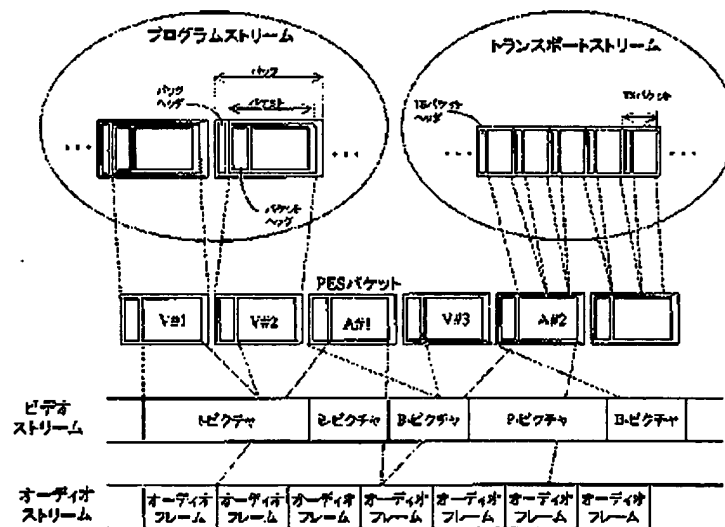 プログラムストリーム
トランスポートストリーム
パック
パック
ヘッダ
パケット
TSパケット
ヘッダ
TSパケット
・・・
・・・
・・・
・・・
パケット
ヘッダ
PESパケット
V#1
V#2
A#1
V#3
A#2
ビデオ
ストリーム
I-ピクチャ
B-ピクチャ
B-ピクチャ
P-ピクチャ
B-ピクチャ
オーディオ
ストリーム
オーディオ
フレーム
オーディオ
フレーム
オーディオ
フレーム
オーディオ
フレーム
オーディオ
フレーム
オーディオ
フレーム
オーディオ
フレーム